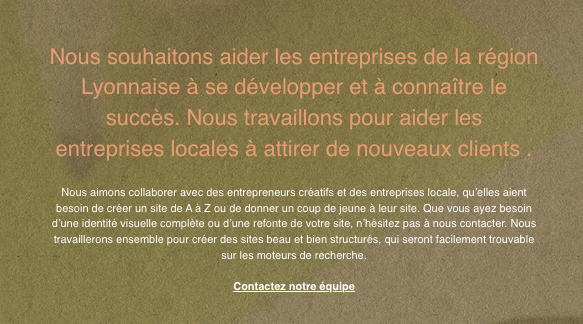 Nous souhaitons aider les entreprises de la région
Lyonnaise à se développer et à connaître le
succès. Nous travaillons pour aider les
entreprises locales à attirer de nouveaux clients .
Nous aimons collaborer avec des entrepreneurs créatifs et des entreprises locale, qu'elles aient
besoin de créer un site de A à Z ou de donner un coup de jeune à leur site. Que vous ayez besoin
d'une identité visuelle complète ou d'une refonte de votre site, n'hésitez pas à nous contacter. Nous
travaillerons ensemble pour créer des sites beau et bien structurés, qui seront facilement trouvable
sur les moteurs de recherche.
Contactez notre équipe